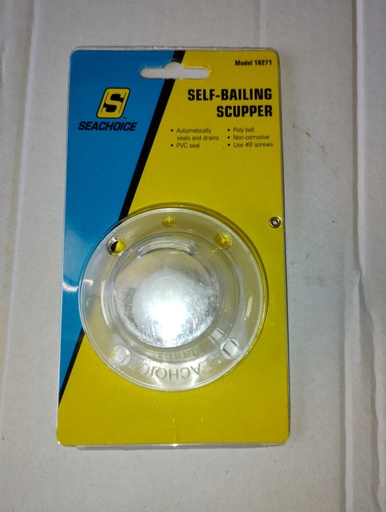 Model 18271
S
SEACHOICE
SELF-BAILING
SCUPPER
• Automatically
seals and drains
• PVC seal
• Poly ball
• Non-corrosive
• Use #8 screws